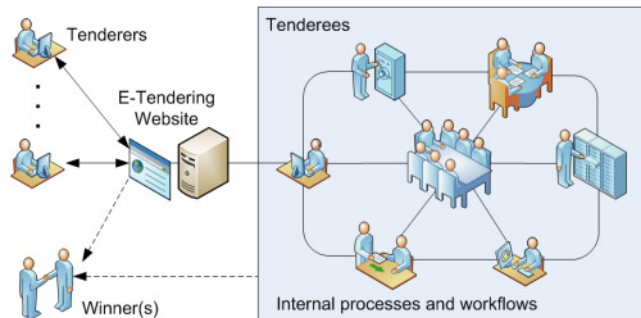 Tenderers
Tenderees
E-Tendering
Website
Winner(s)
Internal processes and workflows